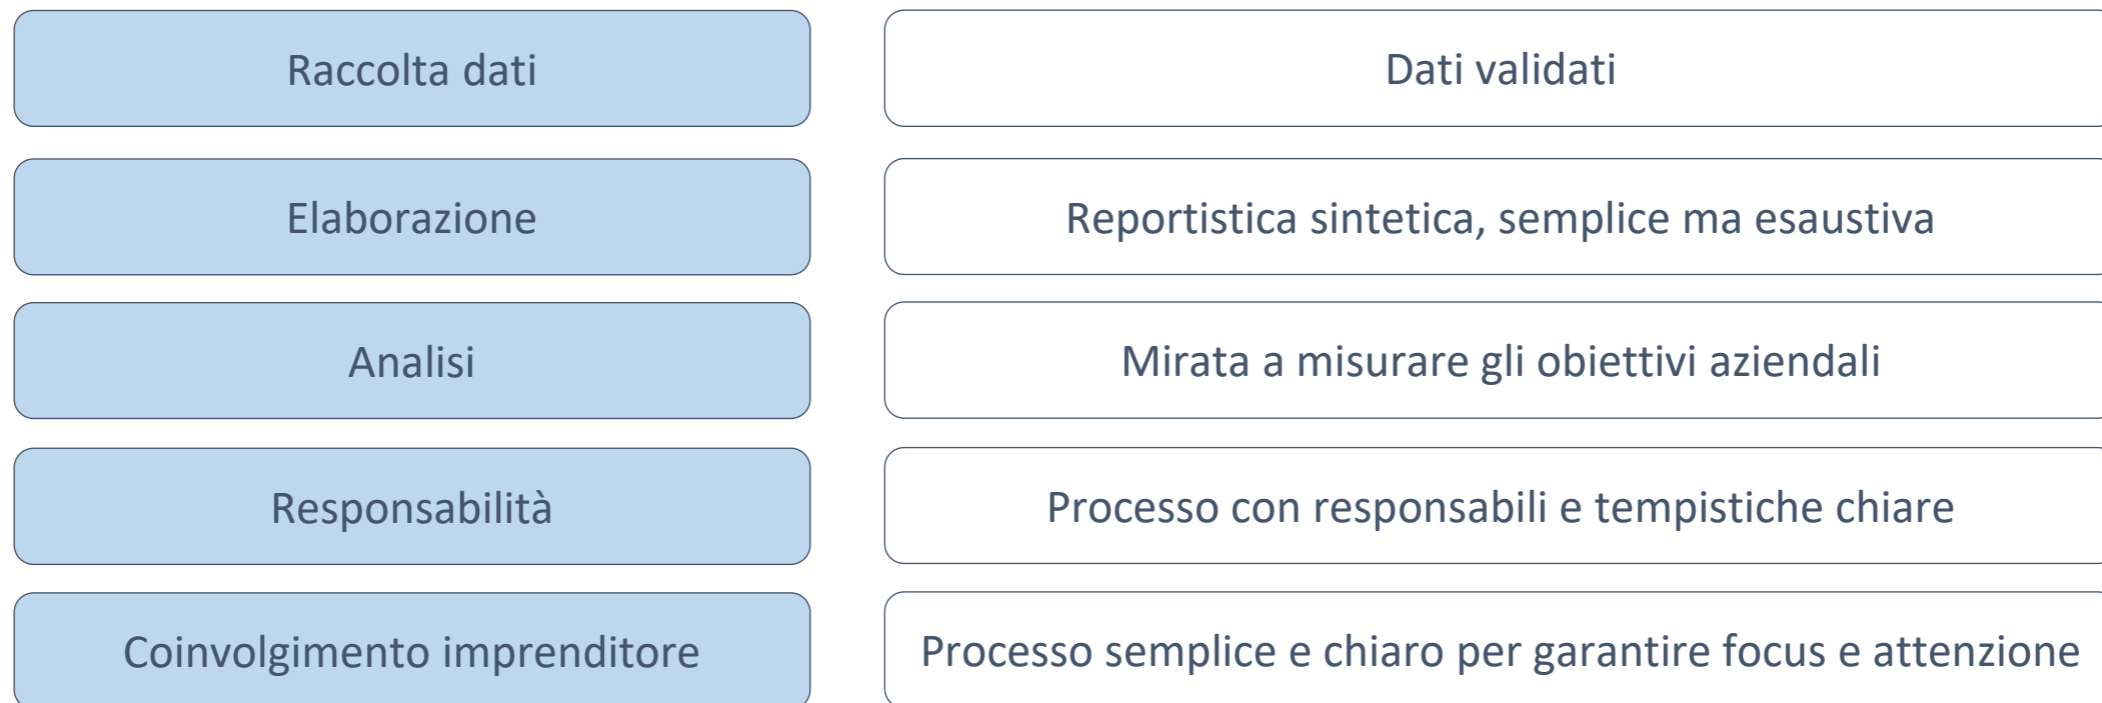 Raccolta dati
Dati validati
Elaborazione
Reportistica sintetica, semplice ma esaustiva
Analisi
Mirata a misurare gli obiettivi aziendali
Responsabilità
Processo con responsabili e tempistiche chiare
Coinvolgimento imprenditore
Processo semplice e chiaro per garantire focus e attenzione